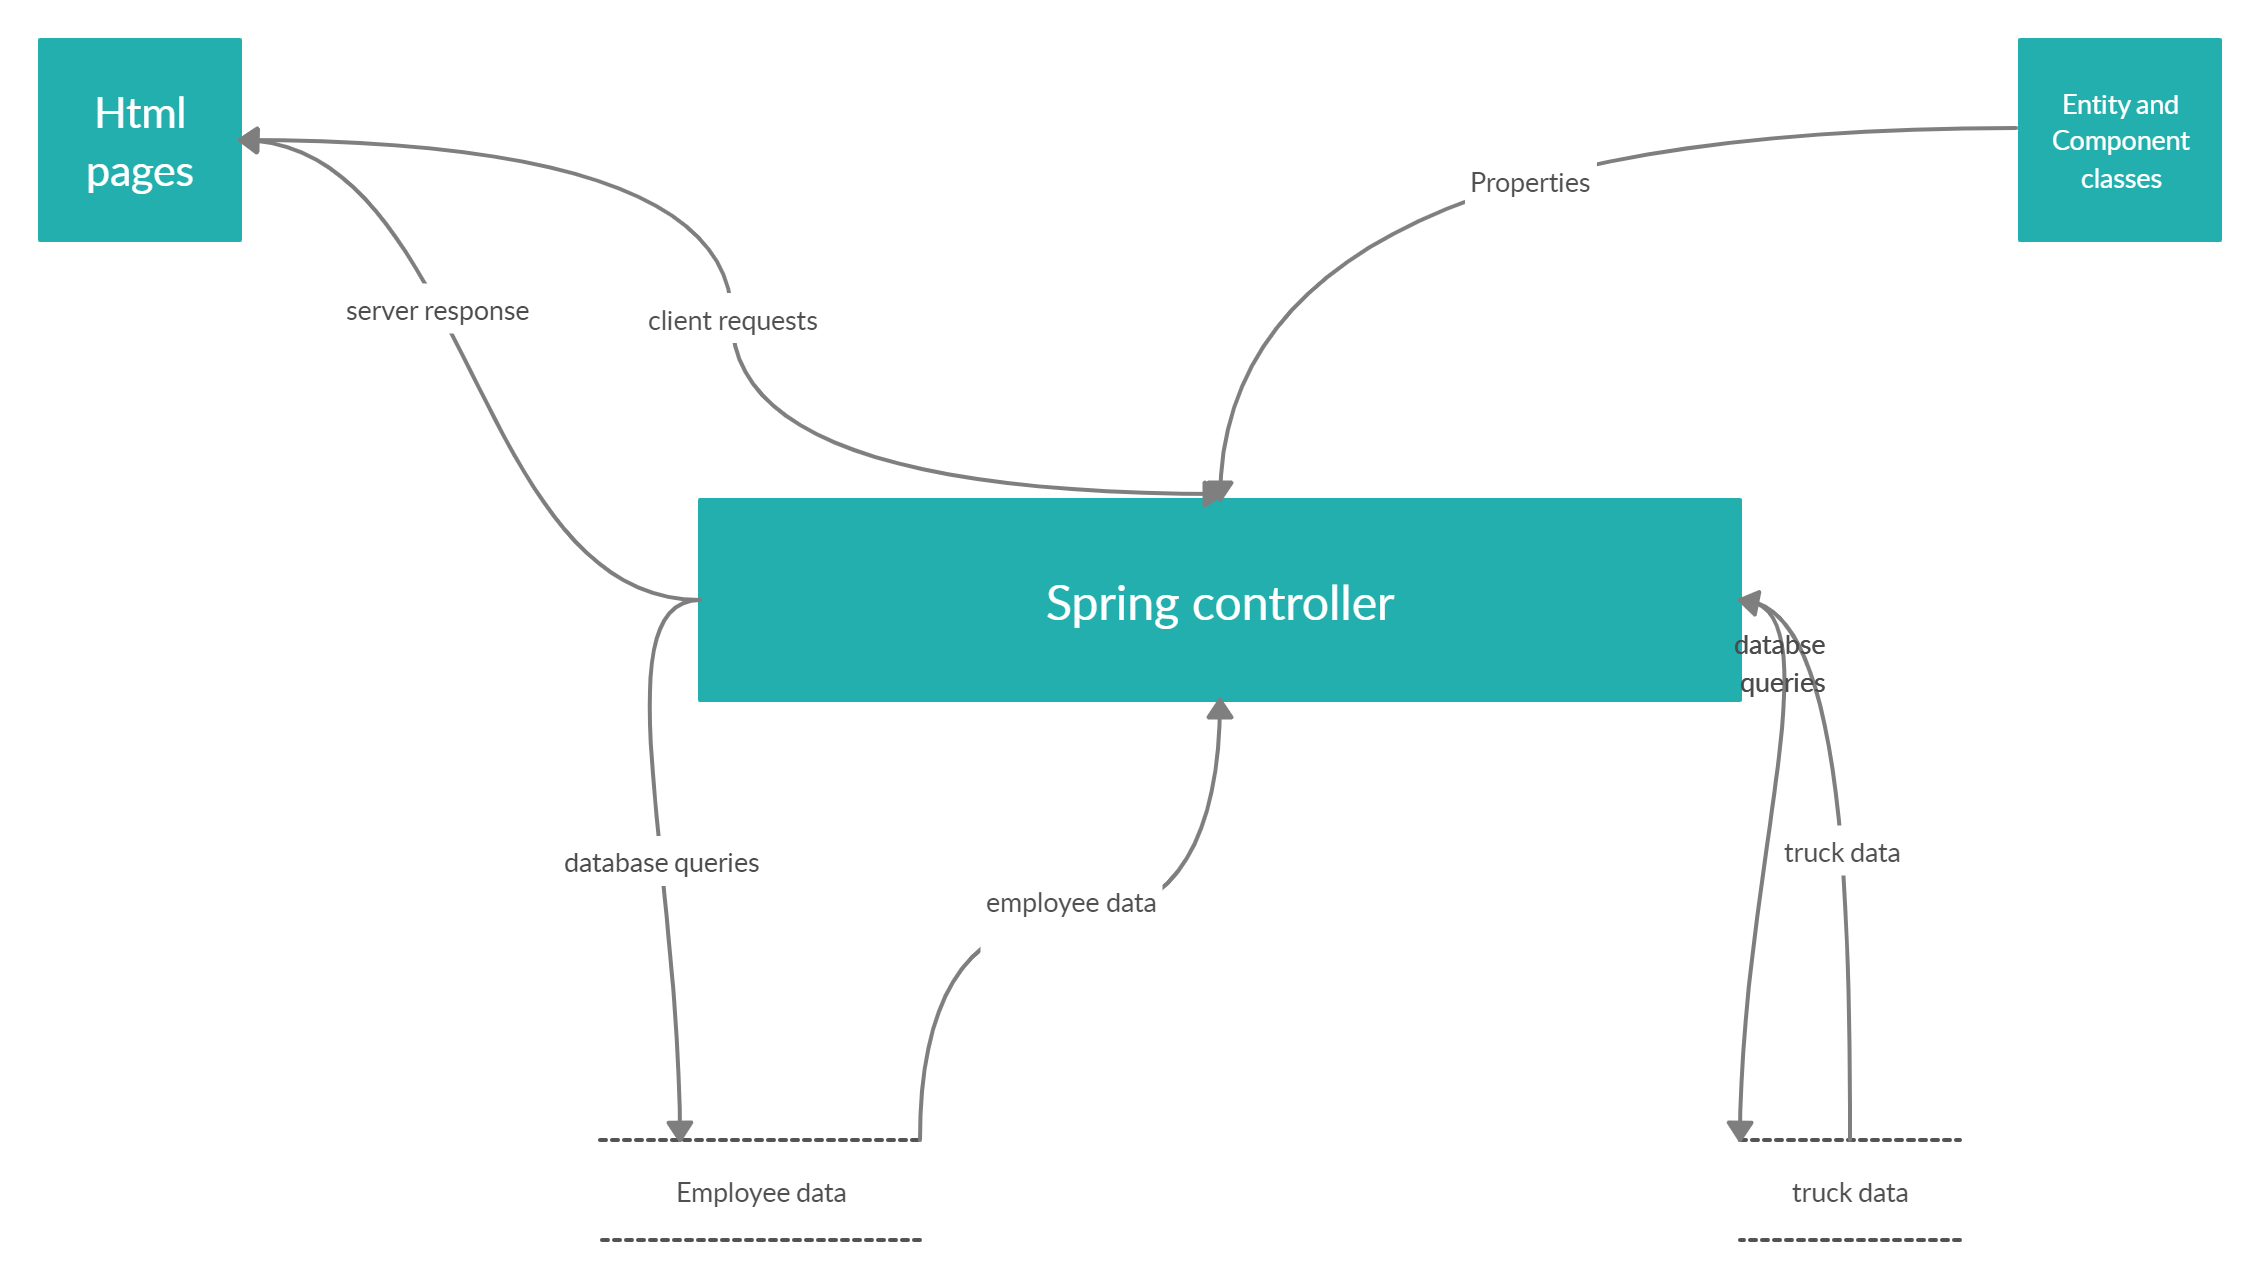 Html
pages
Entity and
Component
classes
Properties
server response
client requests
Spring controller
databse
queries
truck data
database queries
employee data
Employee data
truck data